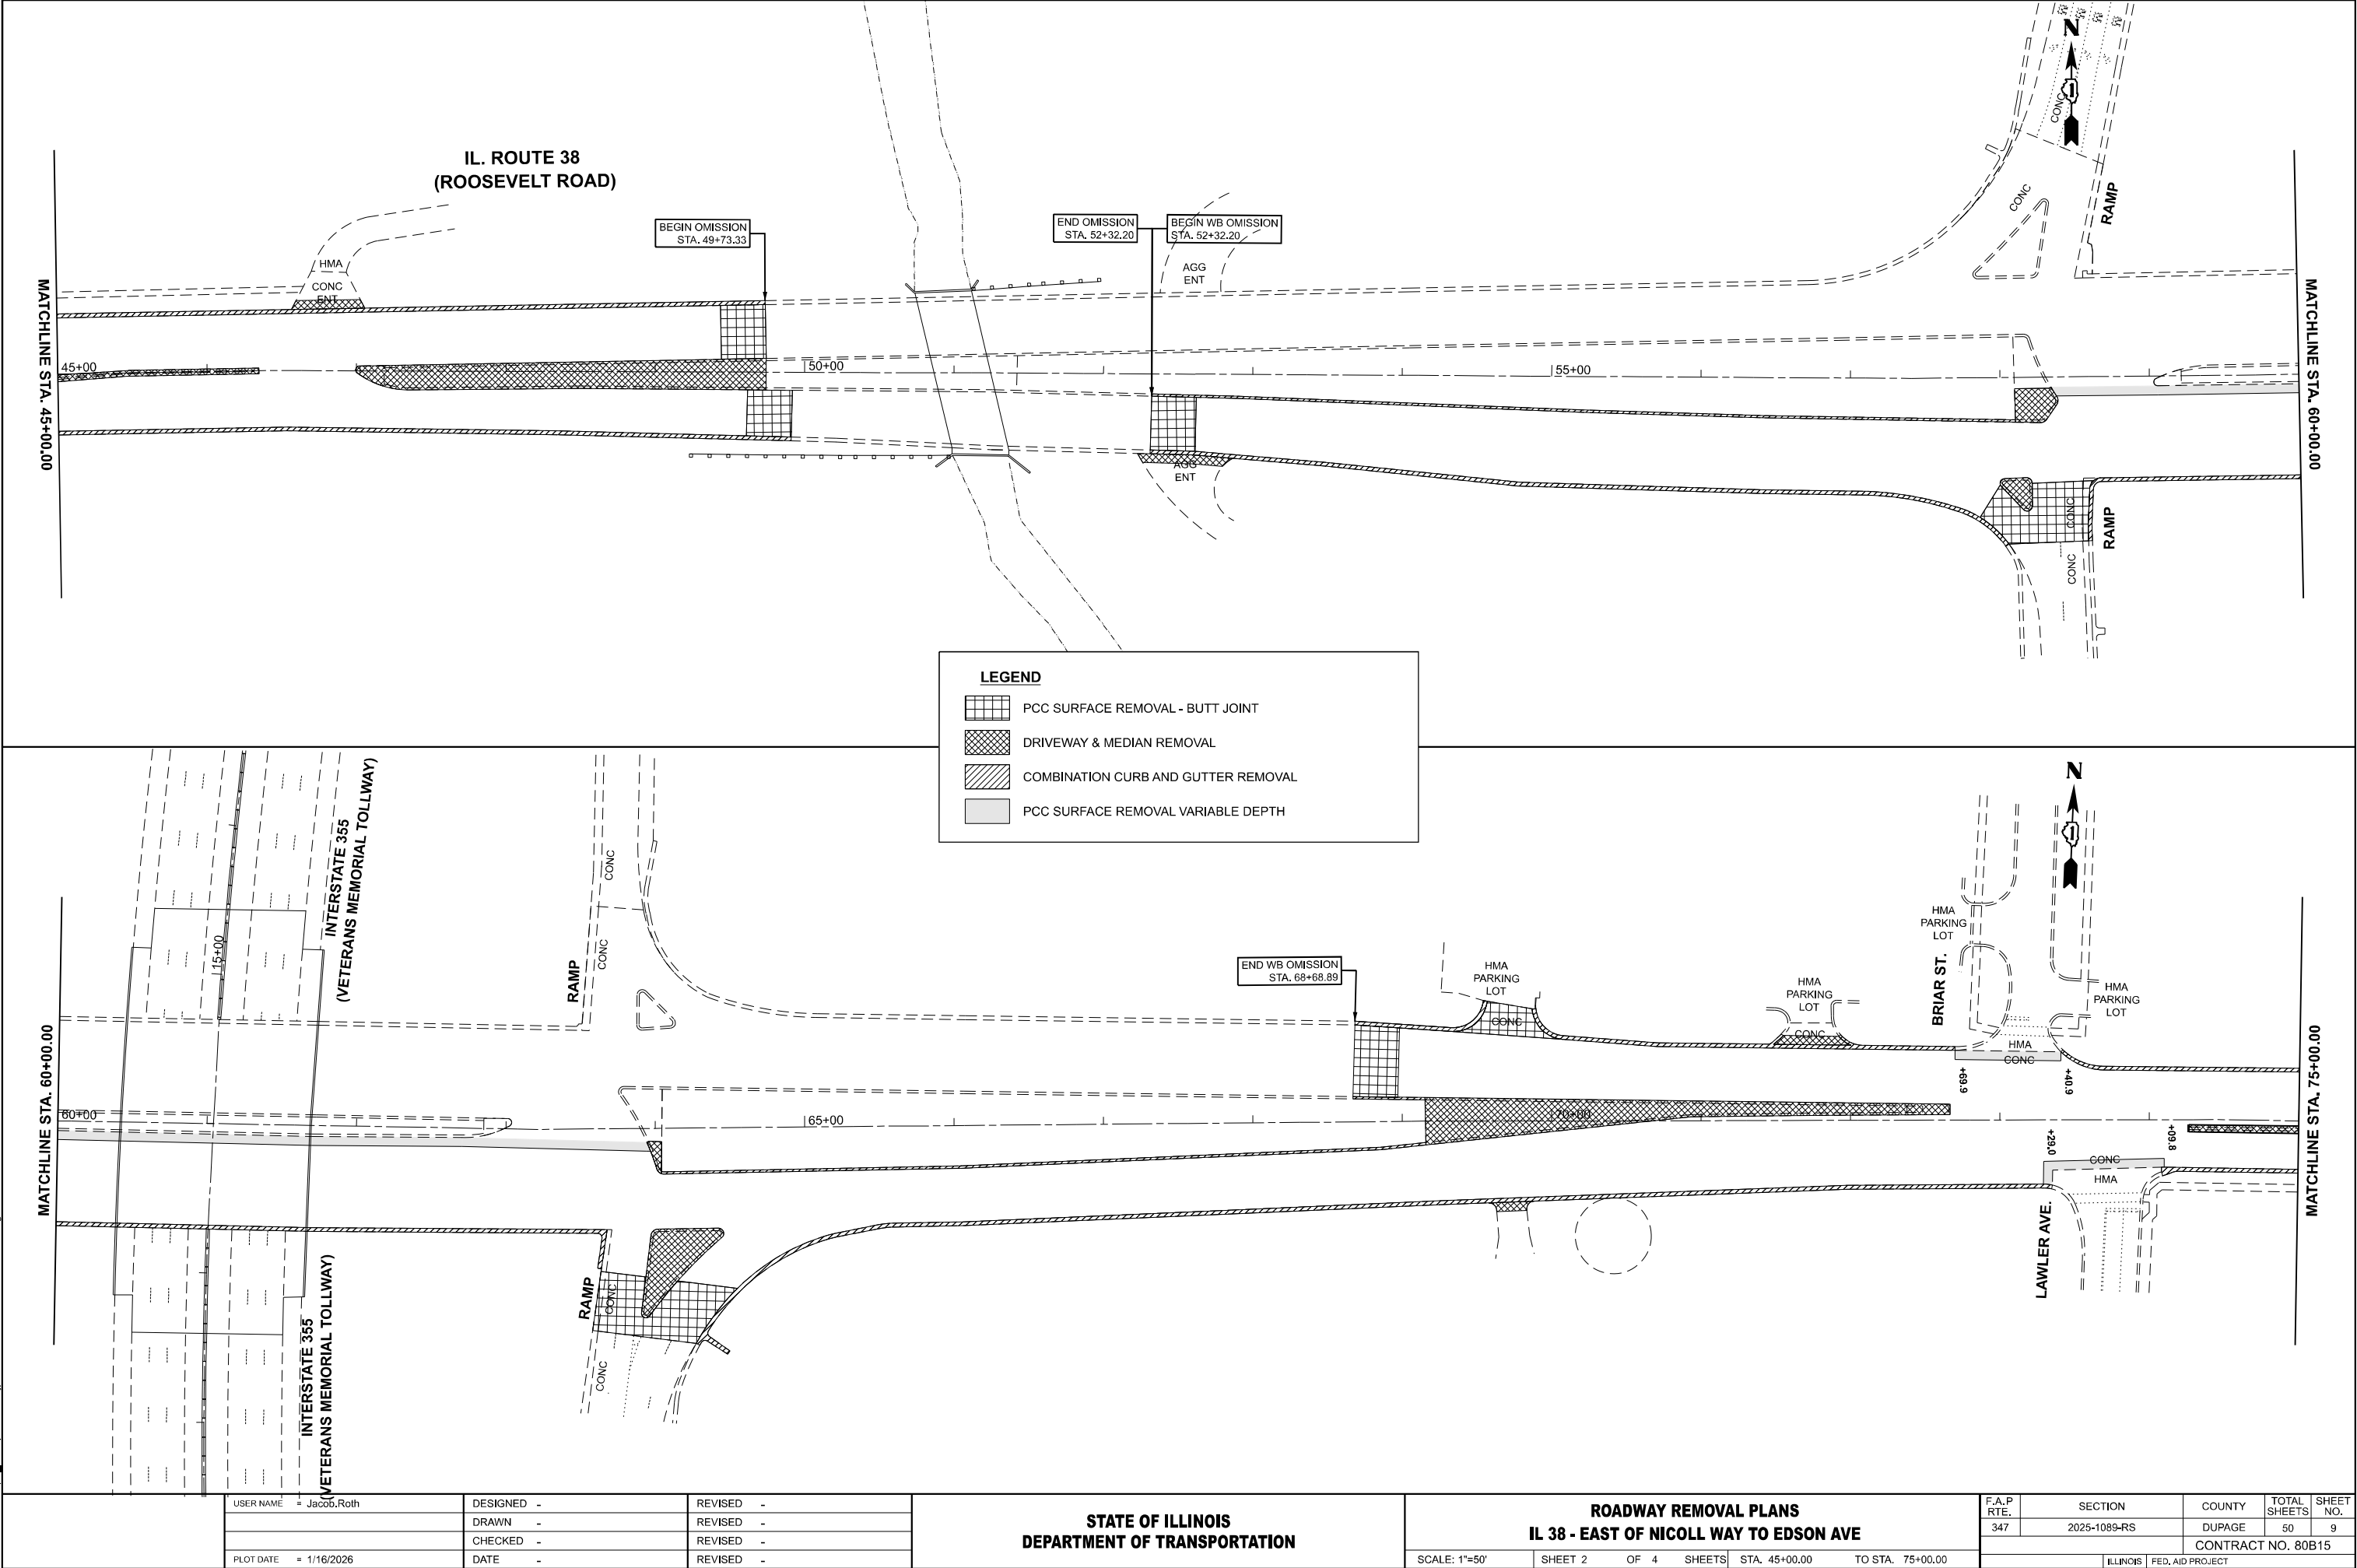 IL. ROUTE 38
(ROOSEVELT ROAD)
N
1
CONC
CONC
RAMP
BEGIN OMISSION
STA. 49+73.33
END OMISSION
STA. 52+32.20
BEGIN WB OMISSION
STA. 52+32.20
HMA
CONC
ENT
AGG
ENT
MATCHLINE STA. 45+00.00
45+00
50+00
55+00
MATCHLINE STA. 60+00.00
AGG
ENT
CONC
CONC
RAMP
LEGEND
PCC SURFACE REMOVAL - BUTT JOINT
DRIVEWAY & MEDIAN REMOVAL
COMBINATION CURB AND GUTTER REMOVAL
PCC SURFACE REMOVAL VARIABLE DEPTH
INTERSTATE 355
(VETERANS MEMORIAL TOLLWAY)
15+00
CONC
CONC
RAMP
N
1
END WB OMISSION
STA. 68+68.89
HMA
PARKING
LOT
CONC
HMA
PARKING
LOT
CONC
HMA
PARKING
LOT
BRIAR ST.
HMA
PARKING
LOT
HMA
CONC
+69.9
+40.9
MATCHLINE STA. 60+00.00
60+00
65+00
70+00
+29.0
+09.8
CONC
HMA
LAWLER AVE.
MATCHLINE STA. 75+00.00
RAMP
CONC
CONC
INTERSTATE 355
(VETERANS MEMORIAL TOLLWAY)
USER NAME = Jacob.Roth
PLOT DATE = 1/16/2026
DESIGNED -
DRAWN -
CHECKED -
DATE -
REVISED -
REVISED -
REVISED -
REVISED -
STATE OF ILLINOIS
DEPARTMENT OF TRANSPORTATION
ROADWAY REMOVAL PLANS
IL 38 - EAST OF NICOLL WAY TO EDSON AVE
SCALE: 1"=50' SHEET 2 OF 4 SHEETS STA. 45+00.00 TO STA. 75+00.00
F.A.P
RTE.
SECTION
COUNTY
TOTAL
SHEETS
SHEET
NO.
347 2025-1089-RS DUPAGE 50 9
CONTRACT NO. 80B15
ILLINOIS FED. AID PROJECT